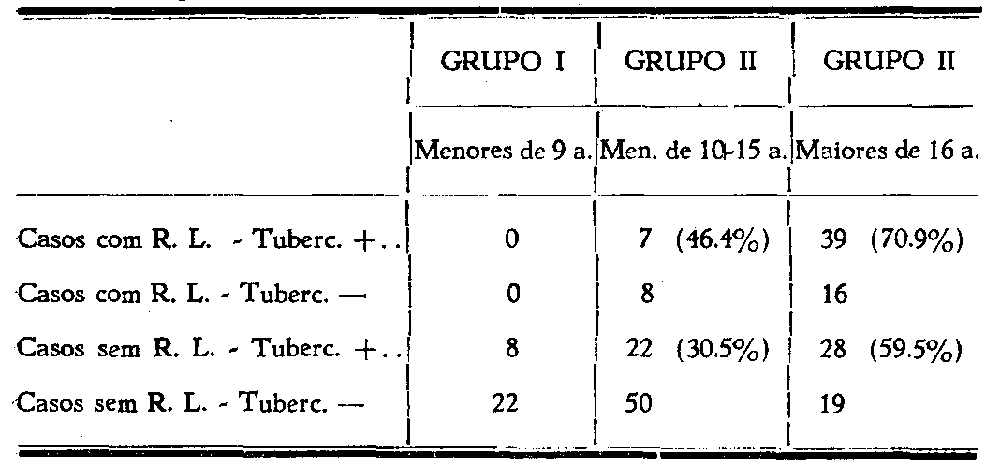 GRUPO I GRUPO II GRUPO II
Menores de 9 a. Men. de 10-15 a. Maiores de 16 a.
Casos com R. L. - Tuberc. +.. 0 7 (46.4%) 39 (70.9%)
Casos com R. L. - Tuberc. — 0 8 16
Casos sem R. L. - Tuberc. +.. 8 22 (30.5%) 28 (59.5%)
Casos sem R. L. - Tuberc. — 22 50 19